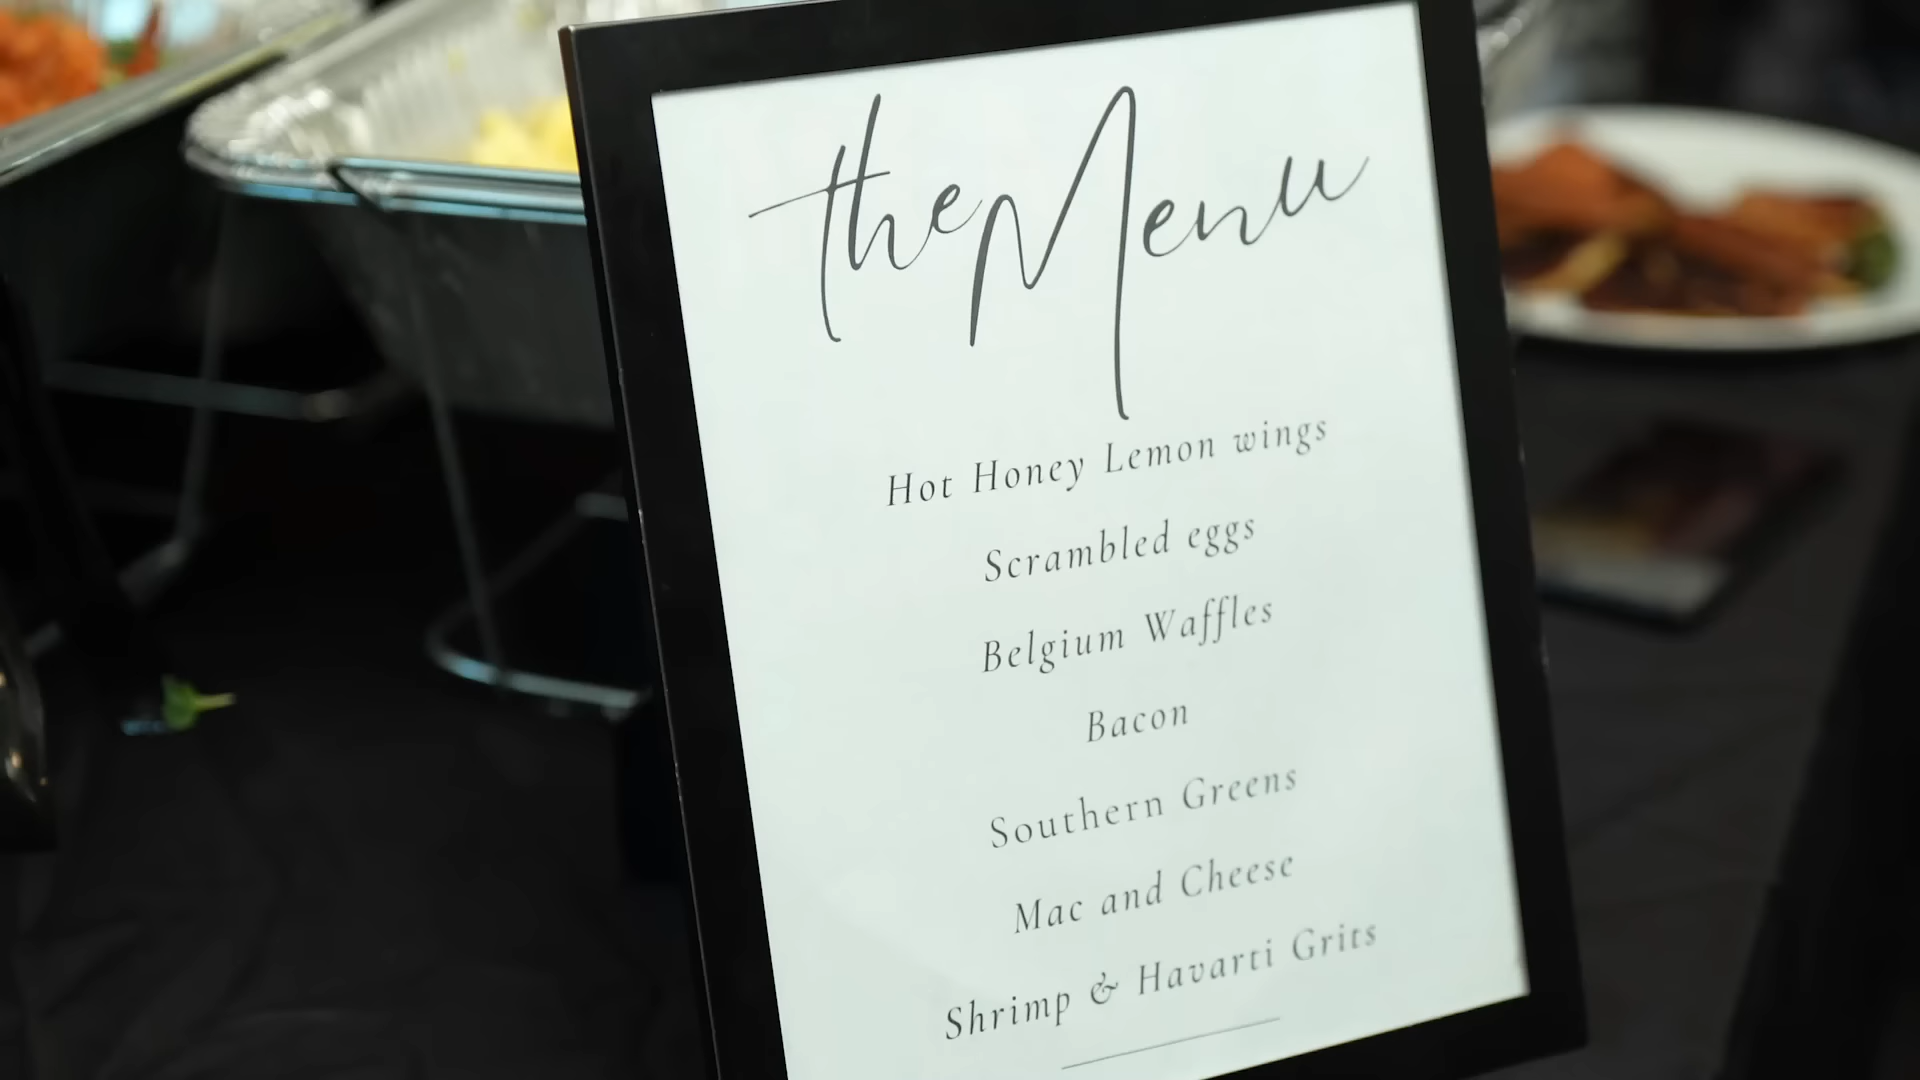 the Menu
Hot Honey Lemon wings
Scrambled eggs
Belgium Waffles
Bacon
Southern Greens
Mac and Cheese
Shrimp & Havarti Grits